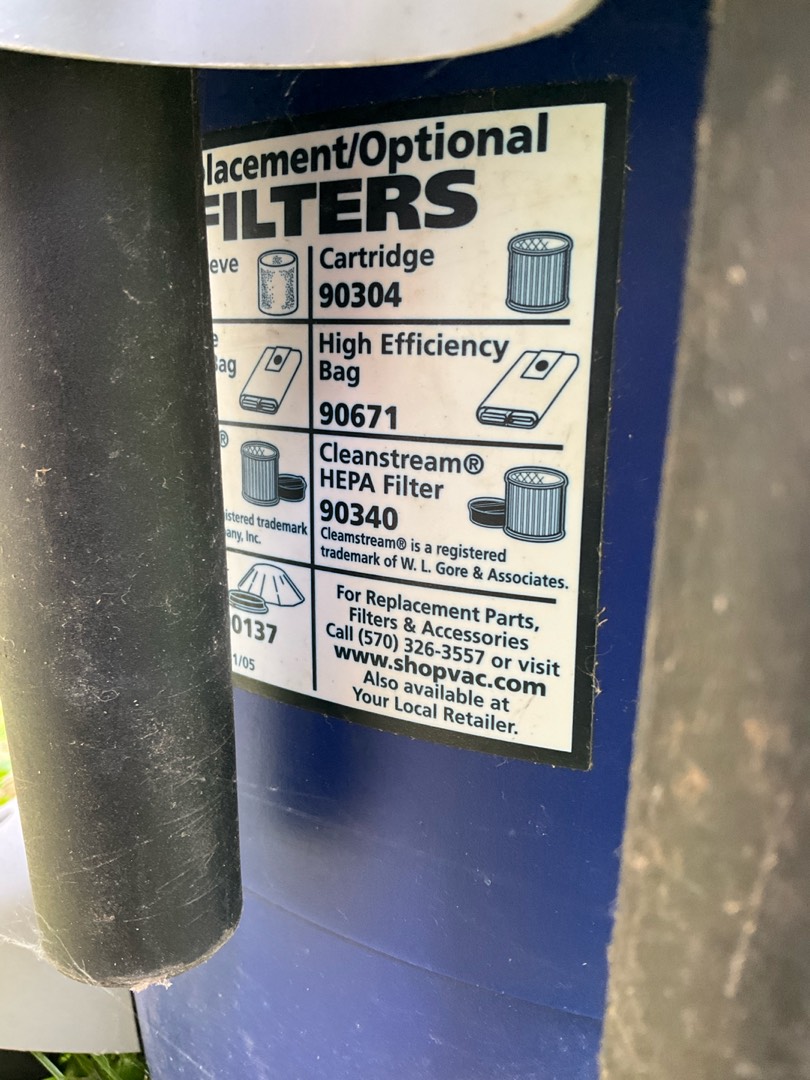 lacement/Optional
FILTERS
eve
Cartridge
90304
ag
High Efficiency
Bag
90671
®
istered trademark
any, Inc.
Cleanstream®
HEPA Filter
90340
Cleamstream® is a registered
trademark of W. L. Gore & Associates.
0137
1/05
For Replacement Parts,
Filters & Accessories
Call (570) 326-3557 or visit
www.shopvac.com
Also available at
Your Local Retailer.